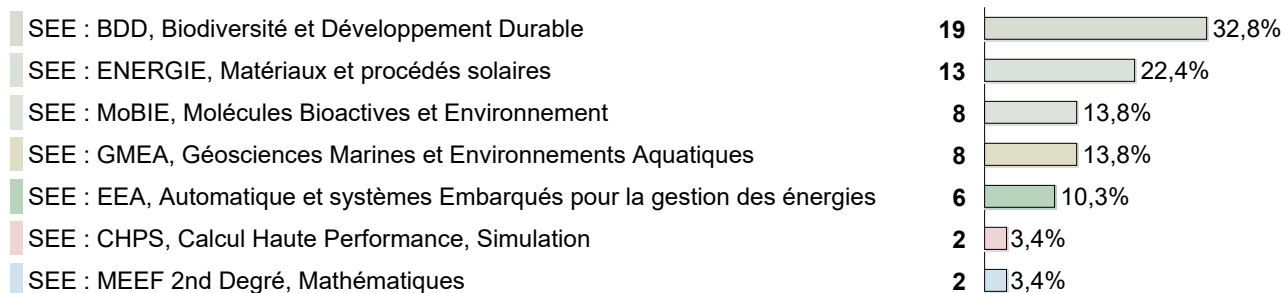 SEE : BDD, Biodiversité et Développement Durable 19 32,8%
SEE : ENERGIE, Matériaux et procédés solaires 13 22,4%
SEE : MoBIE, Molécules Bioactives et Environnement 8 13,8%
SEE : GMEA, Géosciences Marines et Environnements Aquatiques 8 13,8%
SEE : EEA, Automatique et systèmes Embarqués pour la gestion des énergies 6 10,3%
SEE : CHPS, Calcul Haute Performance, Simulation 2 3,4%
SEE : MEEF 2nd Degré, Mathématiques 2 3,4%